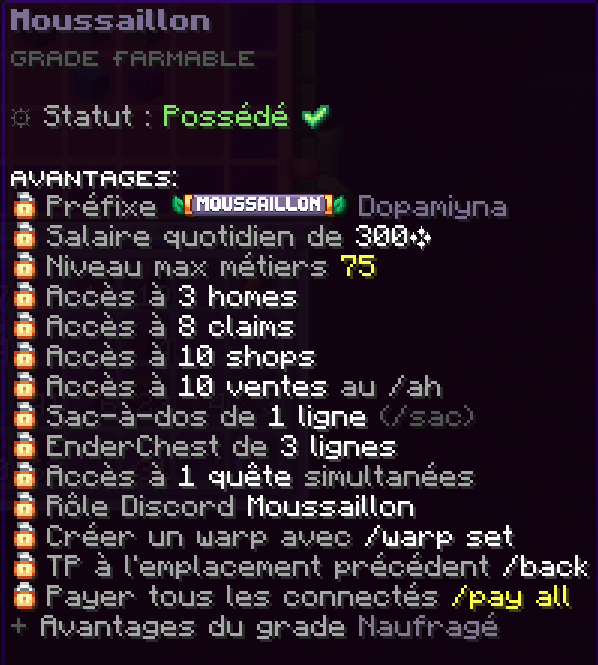 Moussaillon
GRADE FARMABLE
Statut : Possédé ✔
AVANTAGES:
Préfixe MOUSSAILLON Dopamiyna
Salaire quotidien de 300
Niveau max métiers 75
Accès à 3 homes
Accès à 8 claims
Accès à 10 shops
Accès à 10 ventes au /ah
Sac-à-dos de 1 ligne (/sac)
EnderChest de 3 lignes
Accès à 1 quête simultanées
Rôle Discord Moussaillon
Créer un warp avec /warp set
TP à l'emplacement précédent /back
Payer tous les connectés /pay all
+ Avantages du grade Naufragé